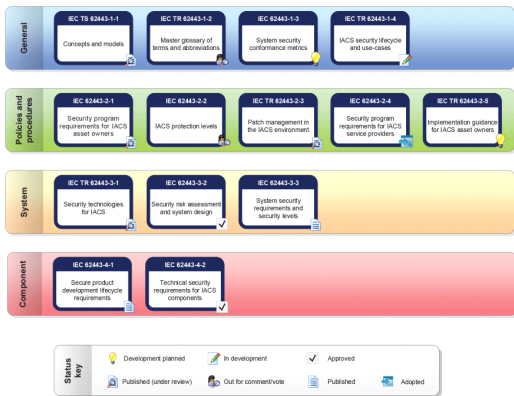 General
IEC TS 62443-1-1
Concepts and models
IEC TR 62443-1-2
Master glossary of
terms and abbreviations
IEC 62443-1-3
System security
conformance metrics
IEC TR 62443-1-4
IACS security lifecycle
and use-cases
Policies and
procedures
IEC 62443-2-1
Security program
requirements for IACS
asset owners
IEC 62443-2-2
IACS protection levels
IEC TR 62443-2-3
Patch management in
the IACS environment
IEC 62443-2-4
Security program
requirements for IACS
service providers
IEC TR 62443-2-5
Implementation guidance
for IACS asset owners
System
IEC TR 62443-3-1
Security technologies
for IACS
IEC 62443-3-2
Security risk assessment
and system design
IEC 62443-3-3
System security
requirements and
security levels
Component
IEC 62443-4-1
Secure product
development lifecycle
requirements
IEC 62443-4-2
Technical security
requirements for IACS
components
Status
key
Development planned
In development
Approved
Published (under review)
Out for comment/vote
Published
Adopted